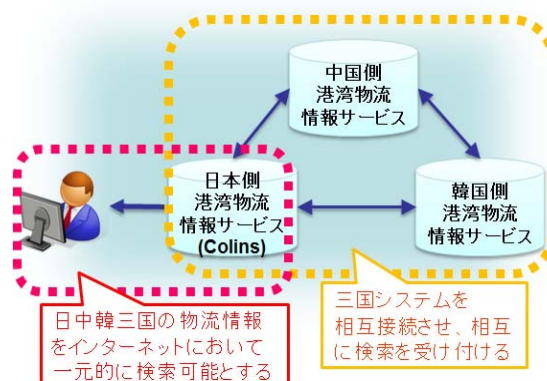 中国側
港湾物流
情報サービス
日本側
港湾物流
情報サービス
(Colins)
韓国側
港湾物流
情報サービス
三国システムを
相互接続させ、相互
に検索を受け付ける
日中韓三国の物流情報
をインターネットにおいて
一元的に検索可能とする